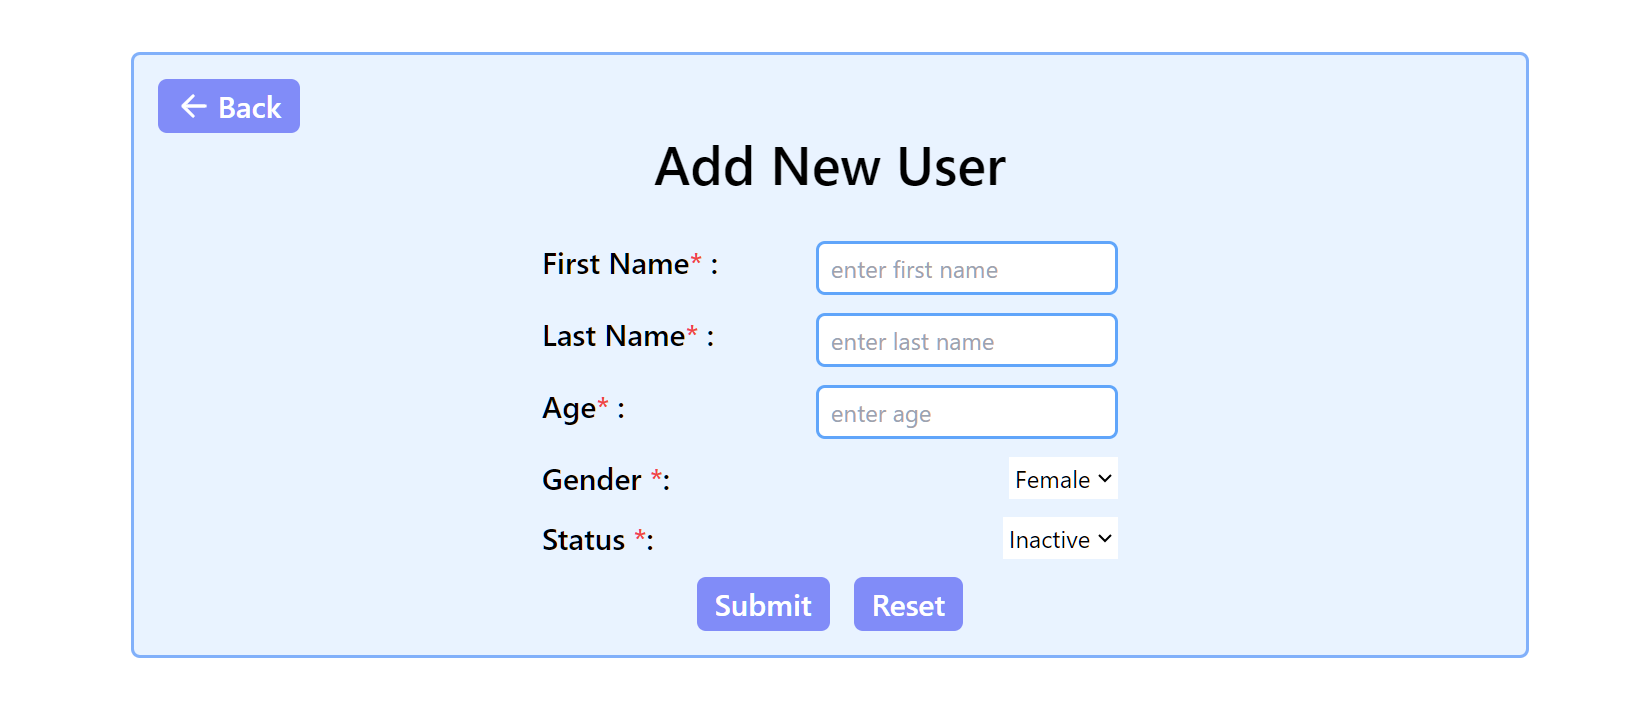 ← Back
Add New User
First Name* : enter first name
Last Name* : enter last name
Age* : enter age
Gender *: Female
Status *: Inactive
Submit Reset